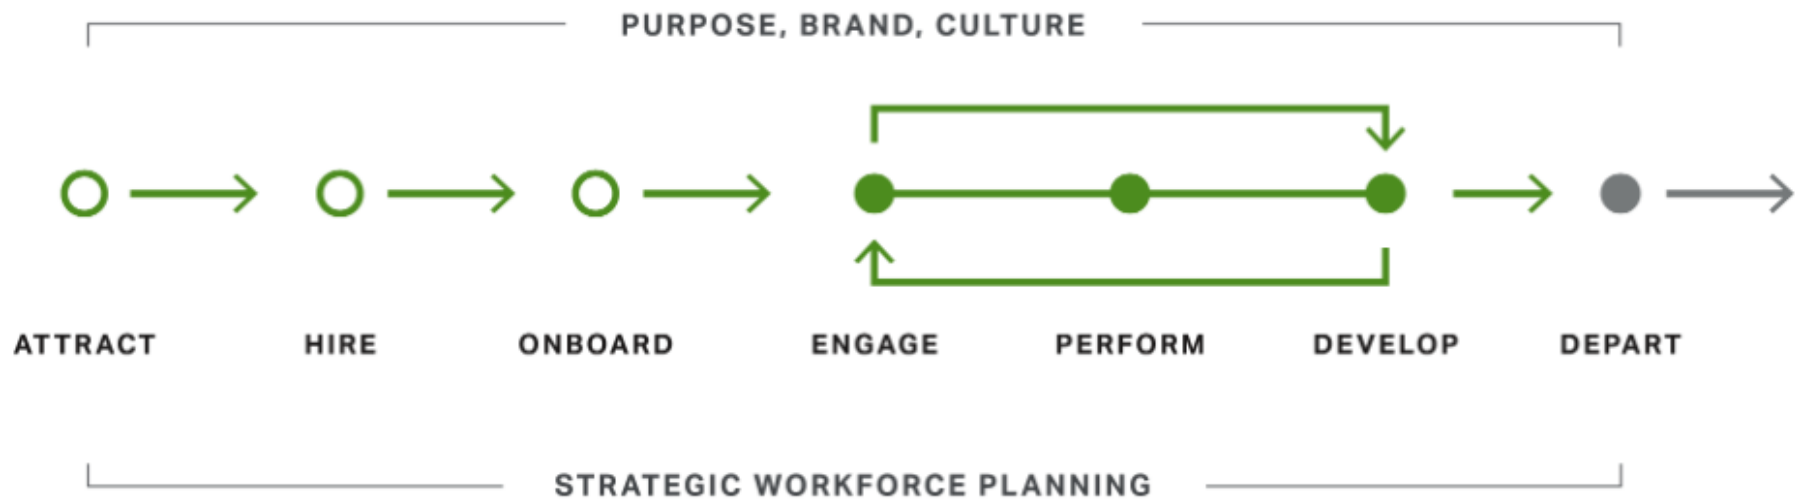 PURPOSE, BRAND, CULTURE
ATTRACT HIRE ONBOARD ENGAGE PERFORM DEVELOP DEPART
STRATEGIC WORKFORCE PLANNING